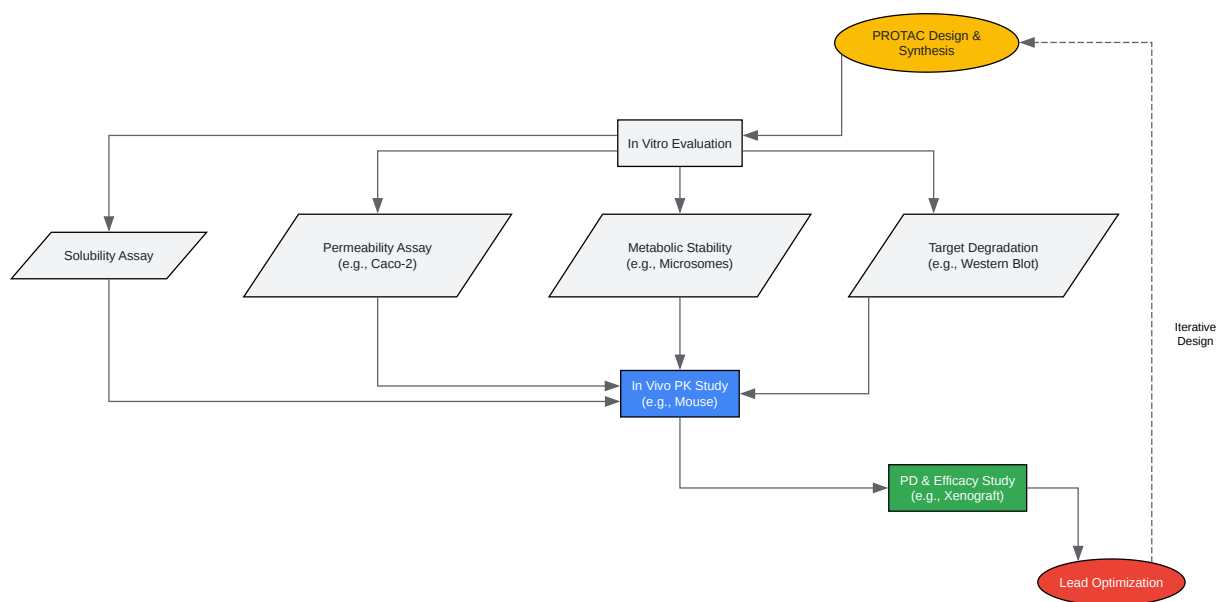 PROTAC Design &
Synthesis
In Vitro Evaluation
Solubility Assay
Permeability Assay
(e.g., Caco-2)
Metabolic Stability
(e.g., Microsomes)
Target Degradation
(e.g., Western Blot)
Iterative
Design
In Vivo PK Study
(e.g., Mouse)
PD & Efficacy Study
(e.g., Xenograft)
Lead Optimization